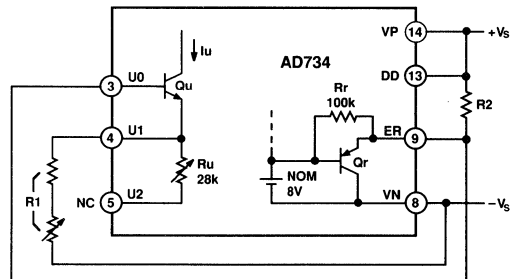 VP 14 +VS
Iu
AD734
DD 13
3 U0 Qu
Rr
100k
R2
4 U1
ER 9
Ru
28k
Qr
R1
NC 5 U2
NOM
8V
VN 8 −VS